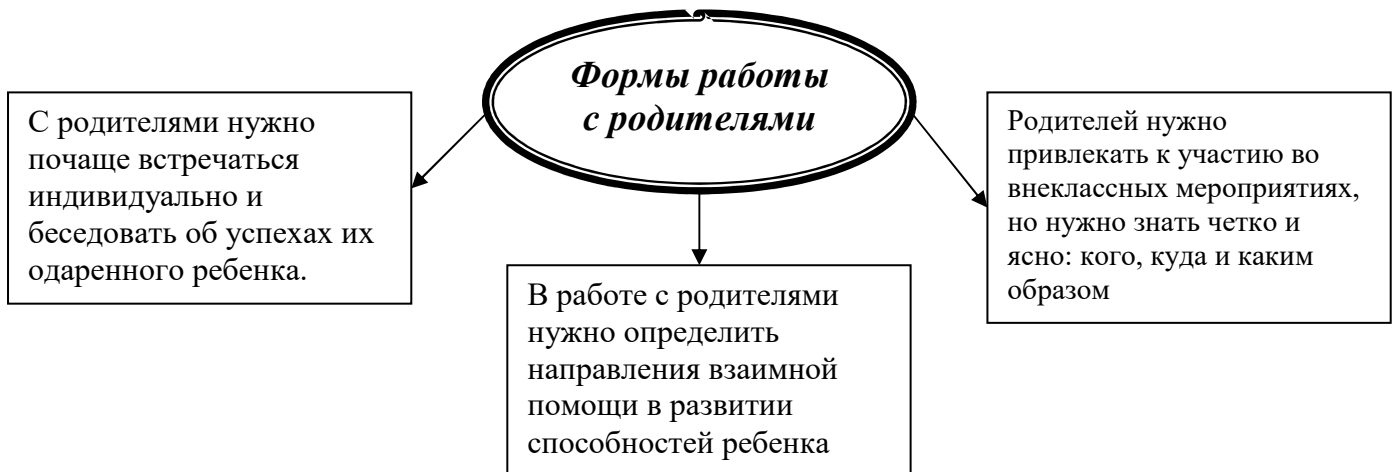 Формы работы
с родителями
С родителями нужно
почаще встречаться
индивидуально и
беседовать об успехах их
одаренного ребенка.
В работе с родителями
нужно определить
направления взаимной
помощи в развитии
способностей ребенка
Родителей нужно
привлекать к участию во
внеклассных мероприятиях,
но нужно знать четко и
ясно: кого, куда и каким
образом